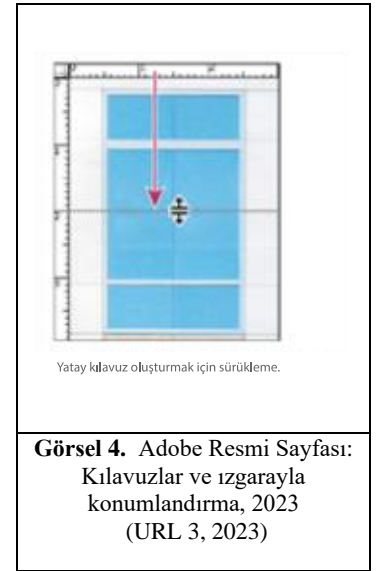 Yatay kılavuz oluşturmak için sürükleme.
Görsel 4. Adobe Resmi Sayfası:
Kılavuzlar ve ızgarayla
konumlandırma, 2023
(URL 3, 2023)